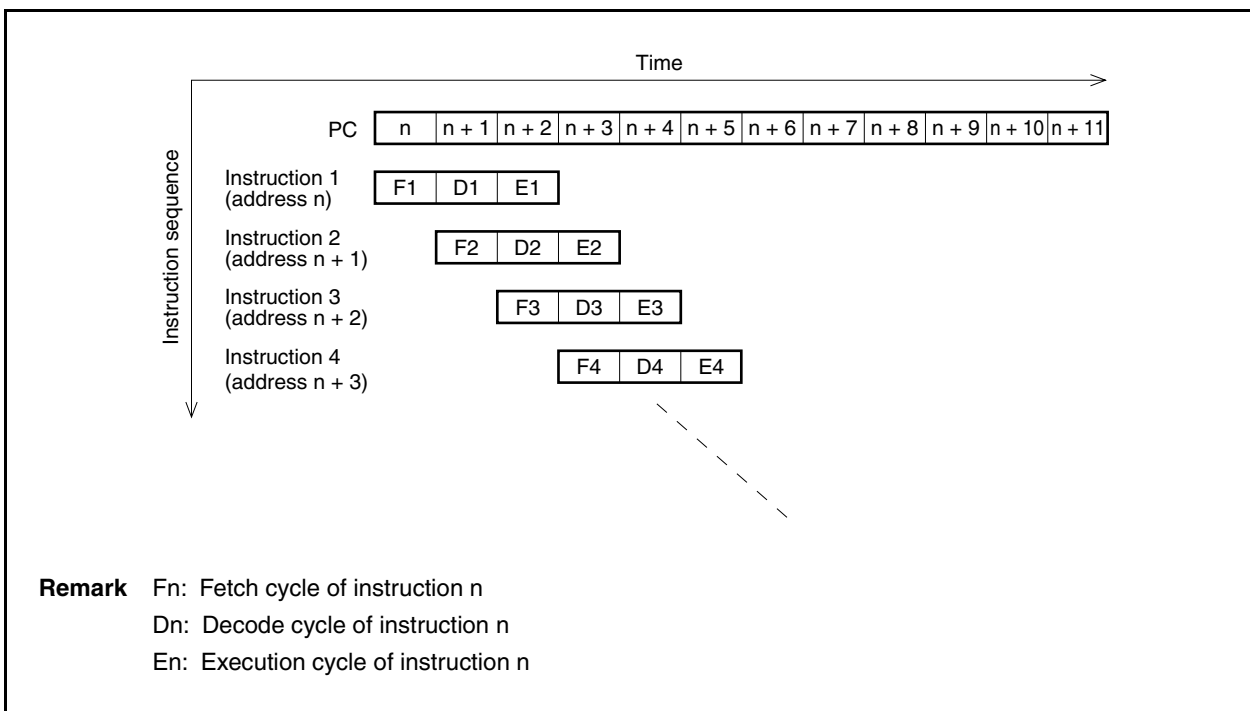 Time
Instruction sequence
PC n n + 1 n + 2 n + 3 n + 4 n + 5 n + 6 n + 7 n + 8 n + 9 n + 10 n + 11
Instruction 1
(address n)
F1 D1 E1
Instruction 2
(address n + 1)
F2 D2 E2
Instruction 3
(address n + 2)
F3 D3 E3
Instruction 4
(address n + 3)
F4 D4 E4
Remark Fn: Fetch cycle of instruction n
Dn: Decode cycle of instruction n
En: Execution cycle of instruction n